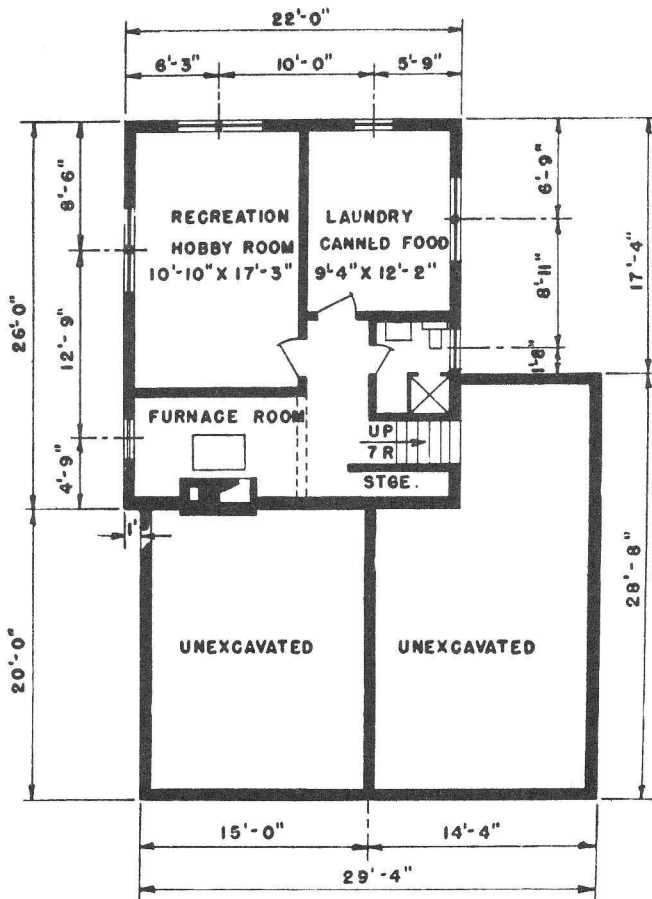 22'-0"
6'-3" 10'-0" 5'-9"
8'-6"
12'-9"
4'-9"
26'-0"
6'-9"
8'-11"
1'-8"
17'-4"
RECREATION
HOBBY ROOM
10'-10" X 17'-3"
LAUNDRY
CANNED FOOD
9'-4" X 12'-2"
FURNACE ROOM
UP
7 R
STGE.
1'
20'-0"
28'-8"
UNEXCAVATED
UNEXCAVATED
15'-0" 14'-4"
29'-4"